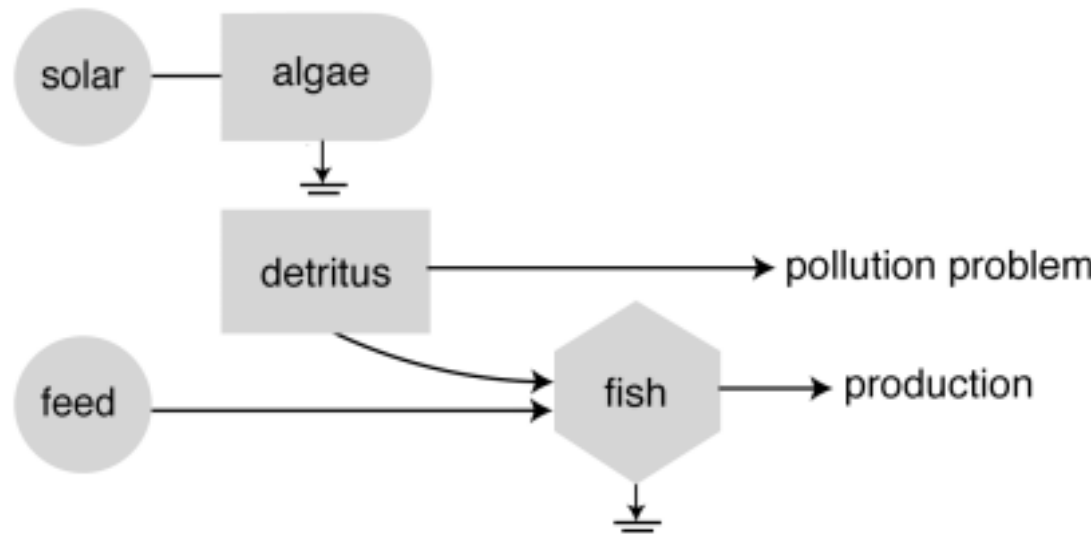 solar
algae
detritus
pollution problem
feed
fish
production